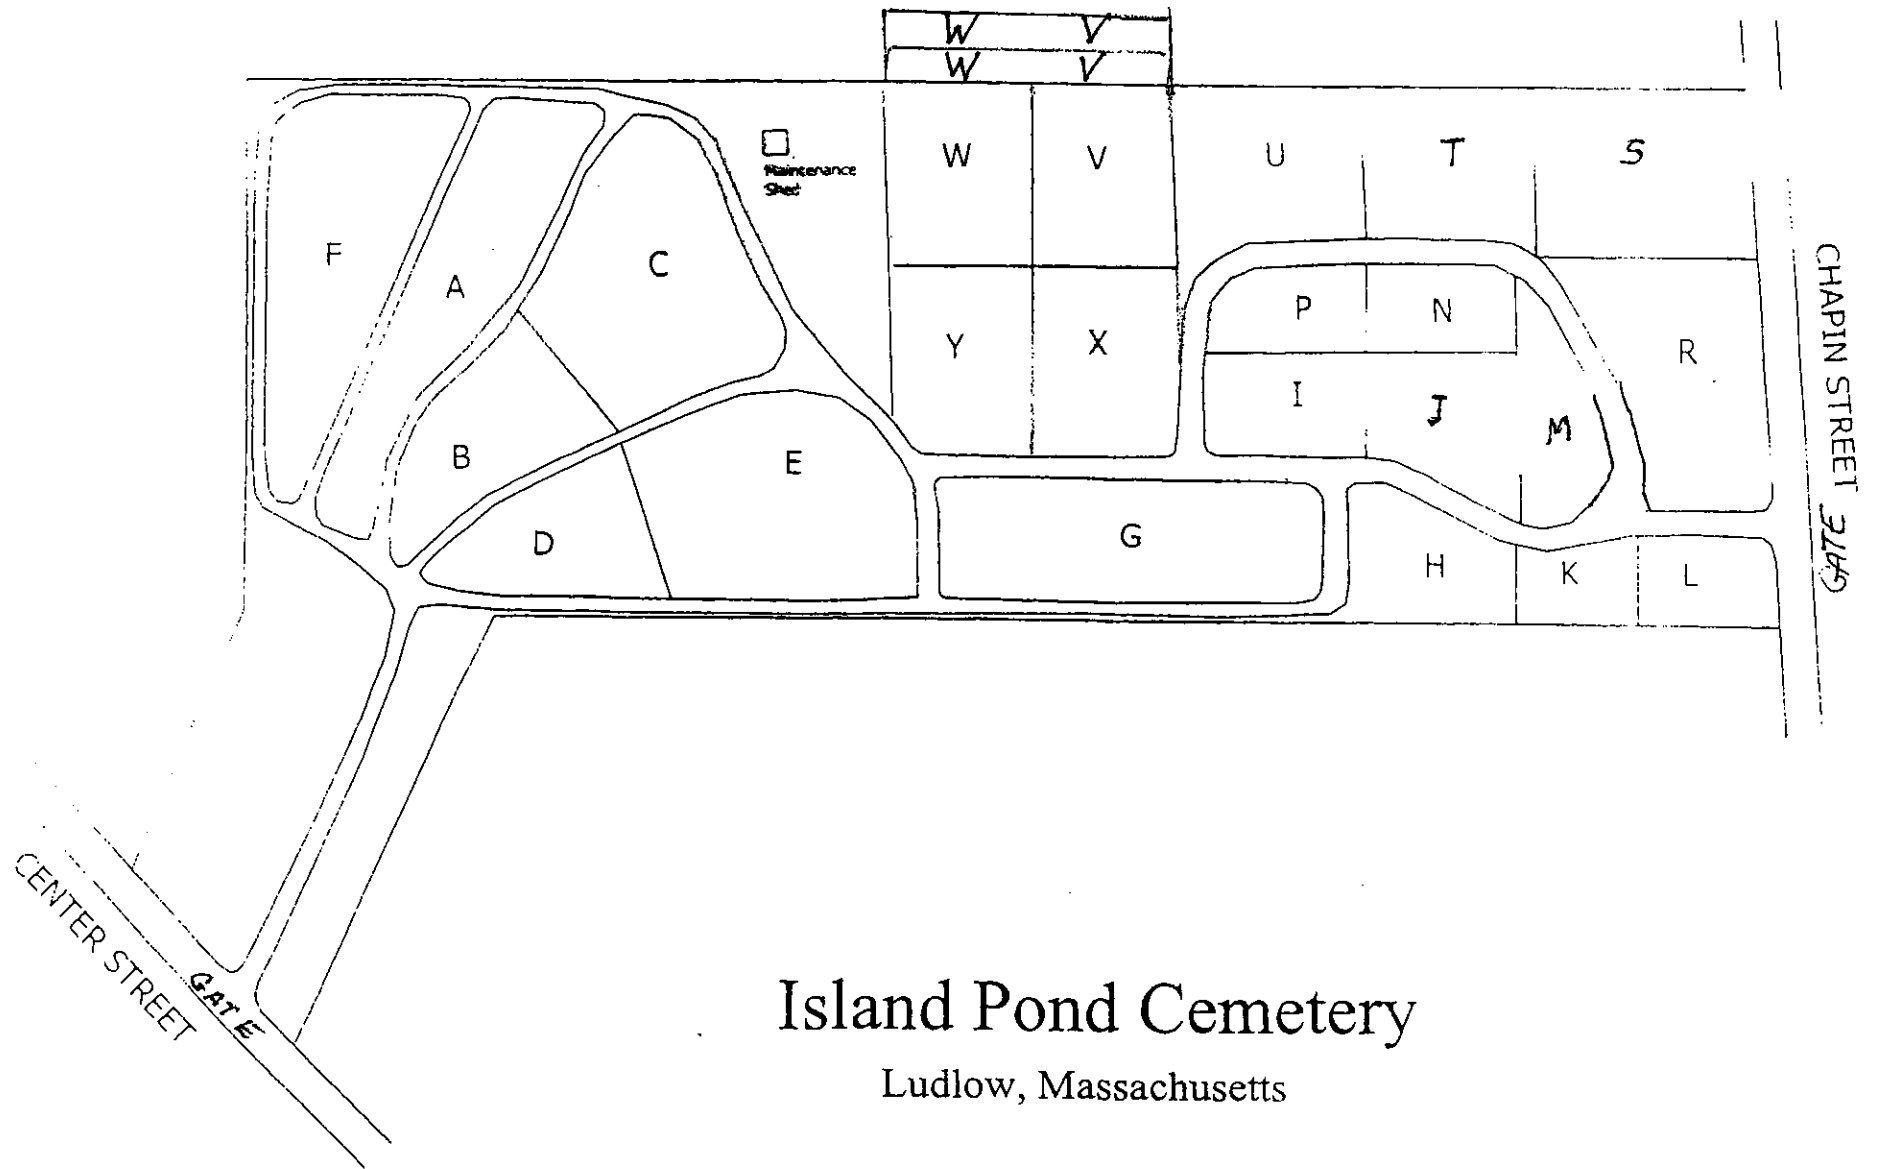 W V
W V
W V U T S
Maintenance
Shed
F A C
P N
Y X R
I J M
B E
D G H K L
CHAPIN STREET GATE
CENTER STREET
GATE
Island Pond Cemetery
Ludlow, Massachusetts